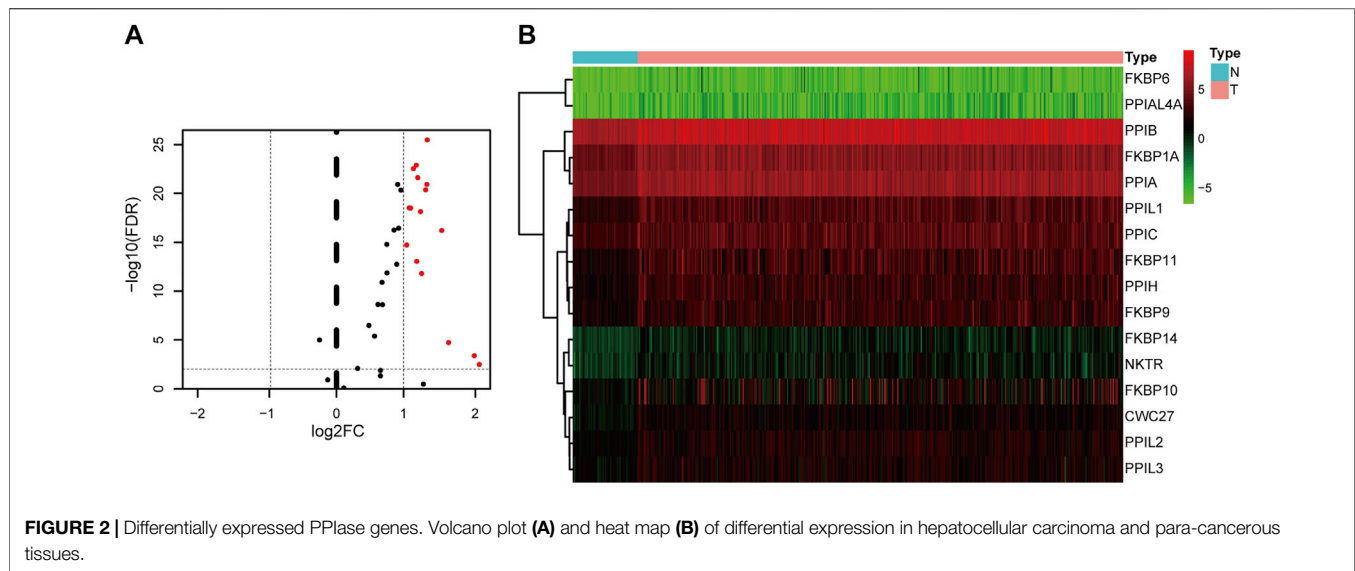 A
25
20
15
10
5
0
−log10(FDR)
−2
−1
0
1
2
log2FC
B
Type
FKBP6
PPIAL4A
PPIB
FKBP1A
PPIA
PPIL1
PPIC
FKBP11
PPIH
FKBP9
FKBP14
NKTR
FKBP10
CWC27
PPIL2
PPIL3
5
0
−5
Type
N
T
FIGURE 2 | Differentially expressed PPIase genes. Volcano plot (A) and heat map (B) of differential expression in hepatocellular carcinoma and para-cancerous
tissues.